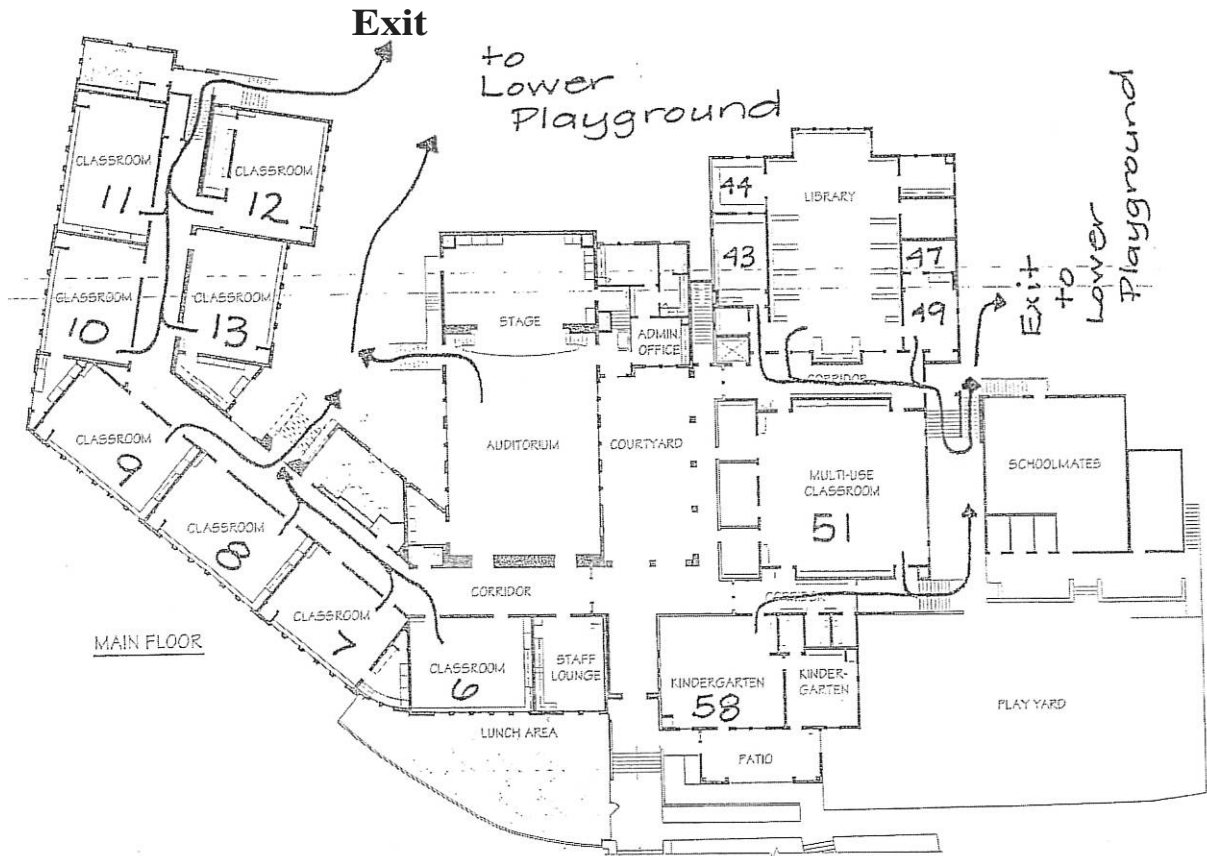 Exit
to
Lower
Playground
CLASSROOM
11
CLASSROOM
12
CLASSROOM
10
CLASSROOM
13
CLASSROOM
9
CLASSROOM
8
CLASSROOM
7
CLASSROOM
6
MAIN FLOOR
STAGE
ADMIN
OFFICE
AUDITORIUM
COURTYARD
CORRIDOR
STAFF
LOUNGE
LUNCH AREA
44
43
LIBRARY
47
49
CORRIDOR
MULTI-USE
CLASSROOM
51
CORRIDOR
KINDERGARTEN
58
KINDER-
GARTEN
PATIO
SCHOOLMATES
PLAY YARD
Exit
to
Lower
Playground